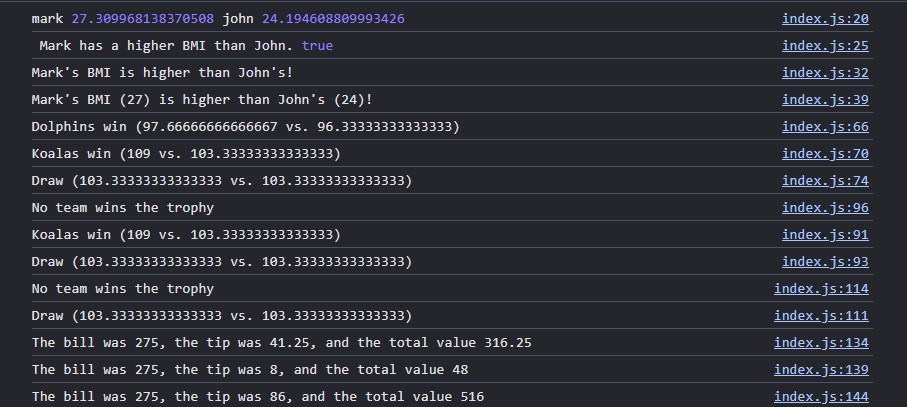 mark 27.309968138370508 john 24.194608809993426 index.js:20
Mark has a higher BMI than John. true index.js:25
Mark's BMI is higher than John's! index.js:32
Mark's BMI (27) is higher than John's (24)! index.js:39
Dolphins win (97.66666666666667 vs. 96.33333333333333) index.js:66
Koalas win (109 vs. 103.33333333333333) index.js:70
Draw (103.33333333333333 vs. 103.33333333333333) index.js:74
No team wins the trophy index.js:96
Koalas win (109 vs. 103.33333333333333) index.js:91
Draw (103.33333333333333 vs. 103.33333333333333) index.js:93
No team wins the trophy index.js:114
Draw (103.33333333333333 vs. 103.33333333333333) index.js:111
The bill was 275, the tip was 41.25, and the total value 316.25 index.js:134
The bill was 275, the tip was 8, and the total value 48 index.js:139
The bill was 275, the tip was 86, and the total value 516 index.js:144